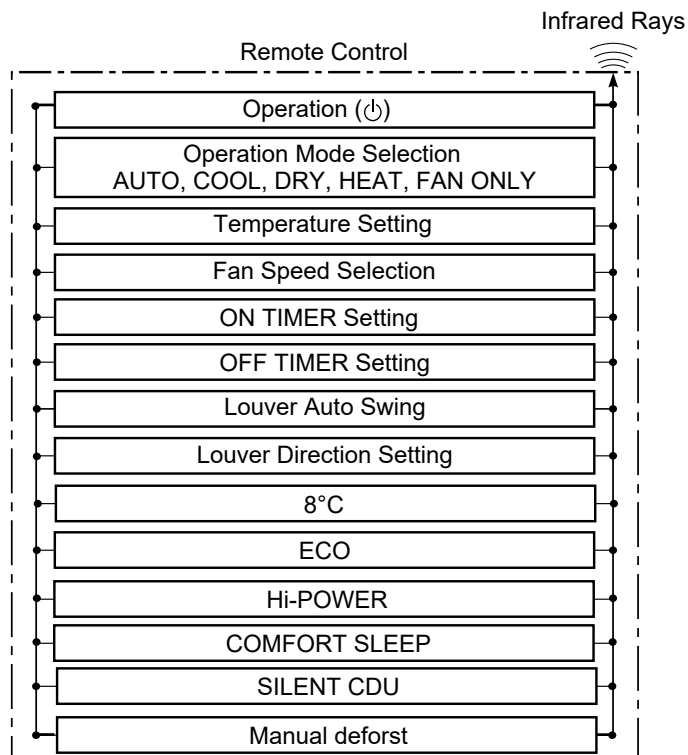 Infrared Rays
Remote Control
Operation (⏻)
Operation Mode Selection
AUTO, COOL, DRY, HEAT, FAN ONLY
Temperature Setting
Fan Speed Selection
ON TIMER Setting
OFF TIMER Setting
Louver Auto Swing
Louver Direction Setting
8°C
ECO
Hi-POWER
COMFORT SLEEP
SILENT CDU
Manual deforst